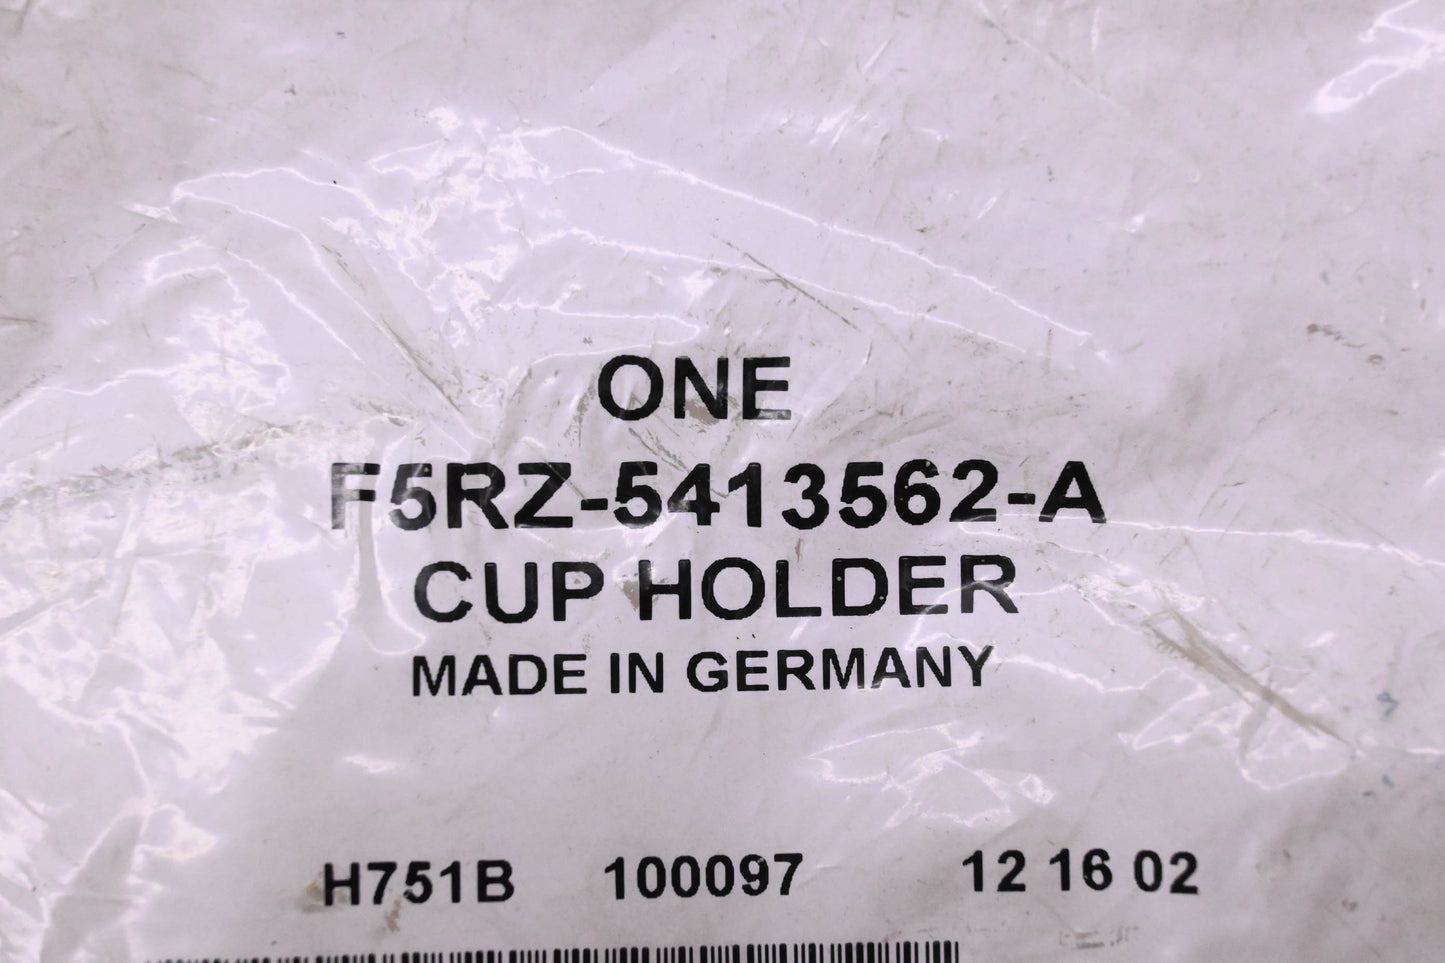 ONE
F5RZ-5413562-A
CUP HOLDER
MADE IN GERMANY
H751B 100097 12 16 02